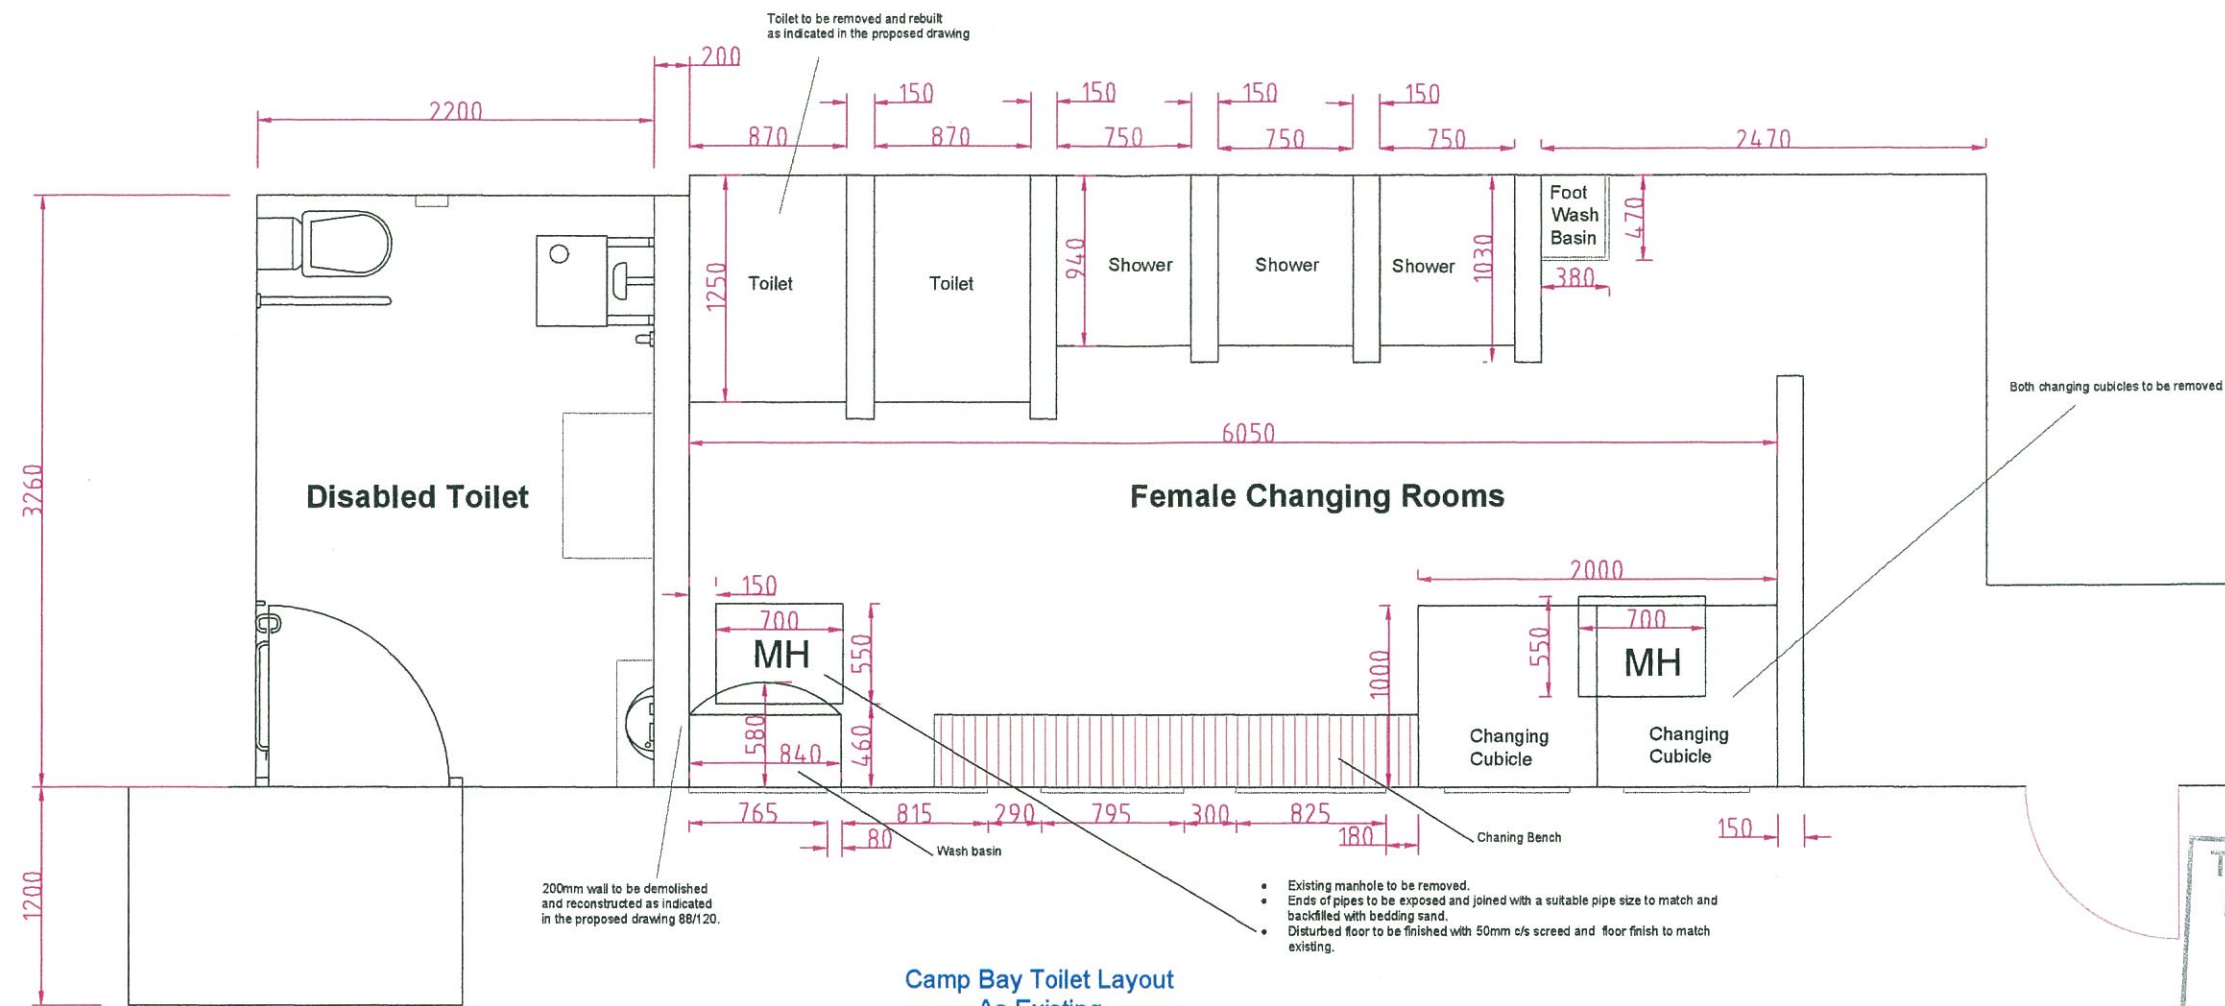 Toilet to be removed and rebuilt
as indicated in the proposed drawing
200
2200
150
150
150
150
870
870
750
750
750
2470
Foot
Wash
Basin
470
380
3260
1250
Toilet
Toilet
940
Shower
Shower
Shower
1030
Both changing cubicles to be removed
6050
Disabled Toilet
Female Changing Rooms
2000
150
700
MH
550
580
840
460
1000
550
700
MH
Changing
Cubicle
Changing
Cubicle
765
815
290
795
300
825
80
180
150
Wash basin
Chaning Bench
1200
200mm wall to be demolished
and reconstructed as indicated
in the proposed drawing 88/120.
• Existing manhole to be removed.
• Ends of pipes to be exposed and joined with a suitable pipe size to match and
backfilled with bedding sand.
• Disturbed floor to be finished with 50mm c/s screed and floor finish to match
existing.
Camp Bay Toilet Layout
As Existing